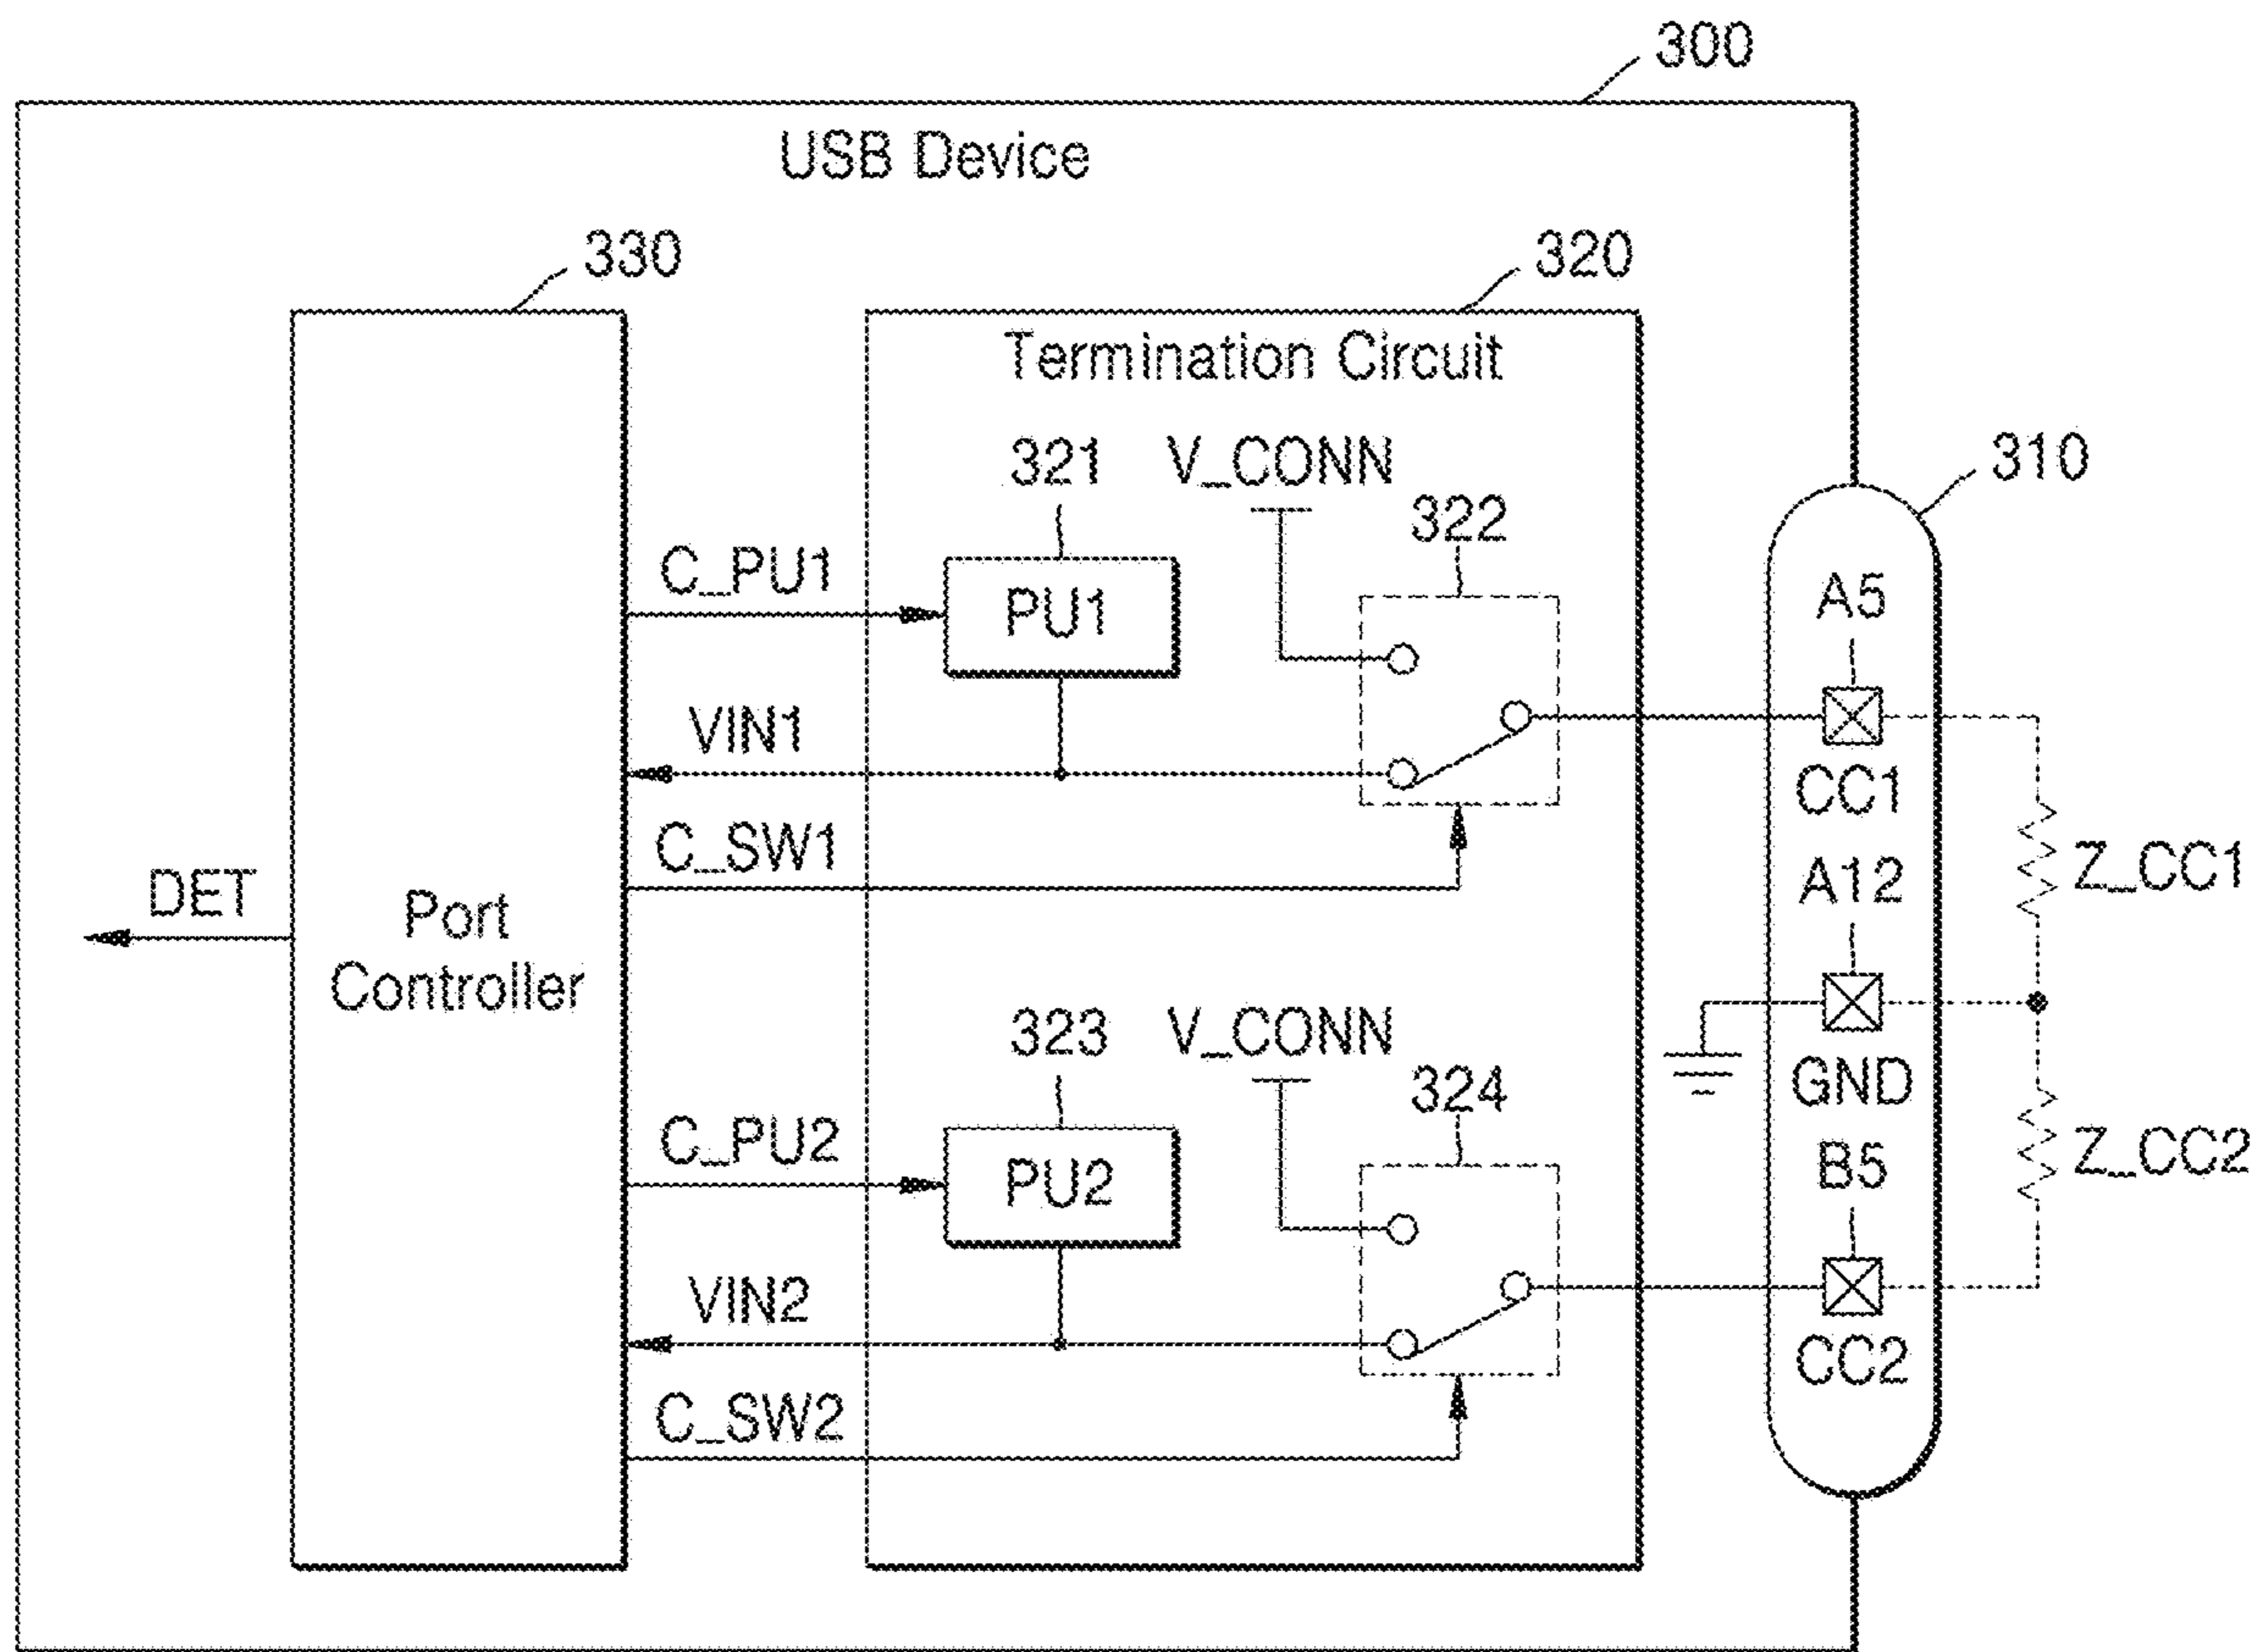 300
USB Device
330
320
Termination Circuit
321
V_CONN
322
310
C_PU1
PU1
A5
VIN1
CC1
C_SW1
A12
Z_CC1
DET
Port
Controller
323
V_CONN
324
GND
C_PU2
PU2
B5
Z_CC2
VIN2
CC2
C_SW2